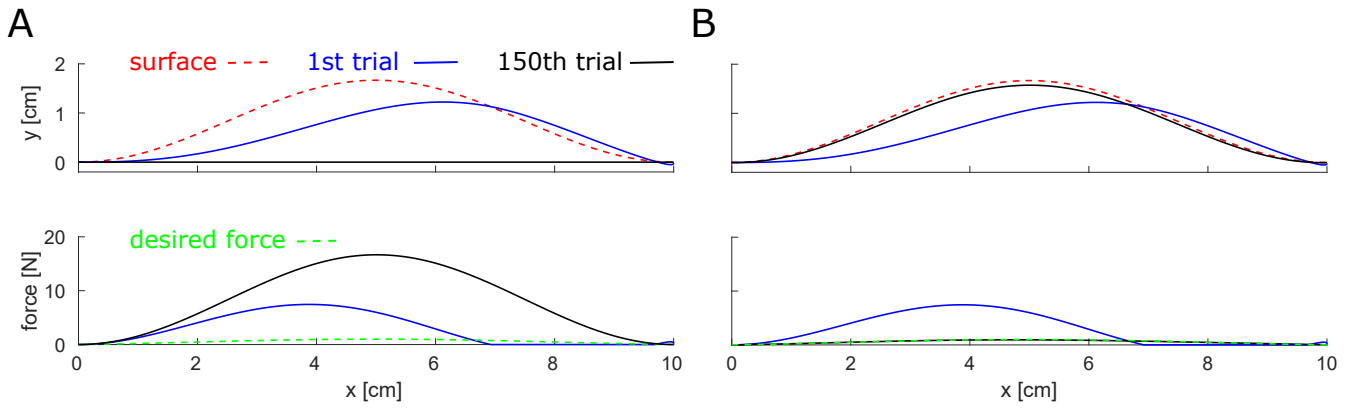 A
B
surface
1st trial
150th trial
2
1
0
y [cm]
desired force
20
10
0
force [N]
0 2 4 6 8 10
x [cm]
0 2 4 6 8 10
x [cm]